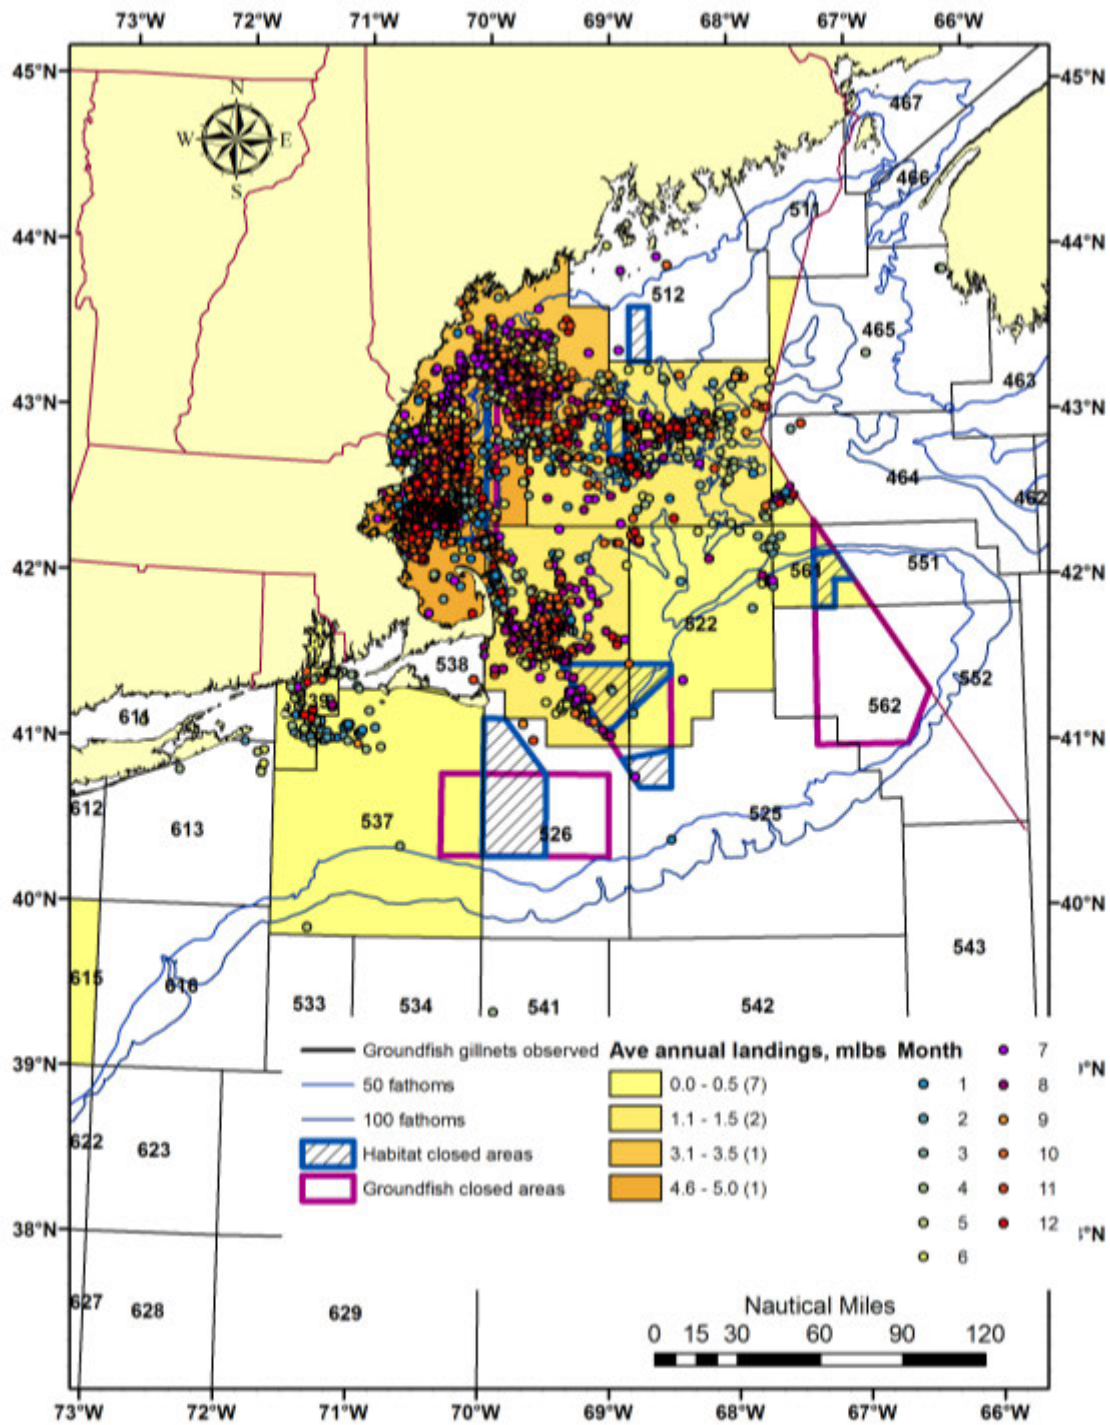 73°W 72°W 71°W 70°W 69°W 68°W 67°W 66°W
45°N 45°N
N
W E
S
467
466
511
44°N 44°N
512
465
463
43°N 43°N
464
462
42°N 551
561 42°N
522
538
552
562
611
41°N 41°N
612
613 537 526 525
40°N 40°N
543
615
616
533 534 541 542
39°N °N
Groundfish gillnets observed
50 fathoms
100 fathoms
Habitat closed areas
Groundfish closed areas
Ave annual landings, mlbs
0.0 - 0.5 (7)
1.1 - 1.5 (2)
3.1 - 3.5 (1)
4.6 - 5.0 (1)
Month
1
2
3
4
5
6
7
8
9
10
11
12
622
623
38°N °N
627
628 629
Nautical Miles
0 15 30 60 90 120
73°W 72°W 71°W 70°W 69°W 68°W 67°W 66°W